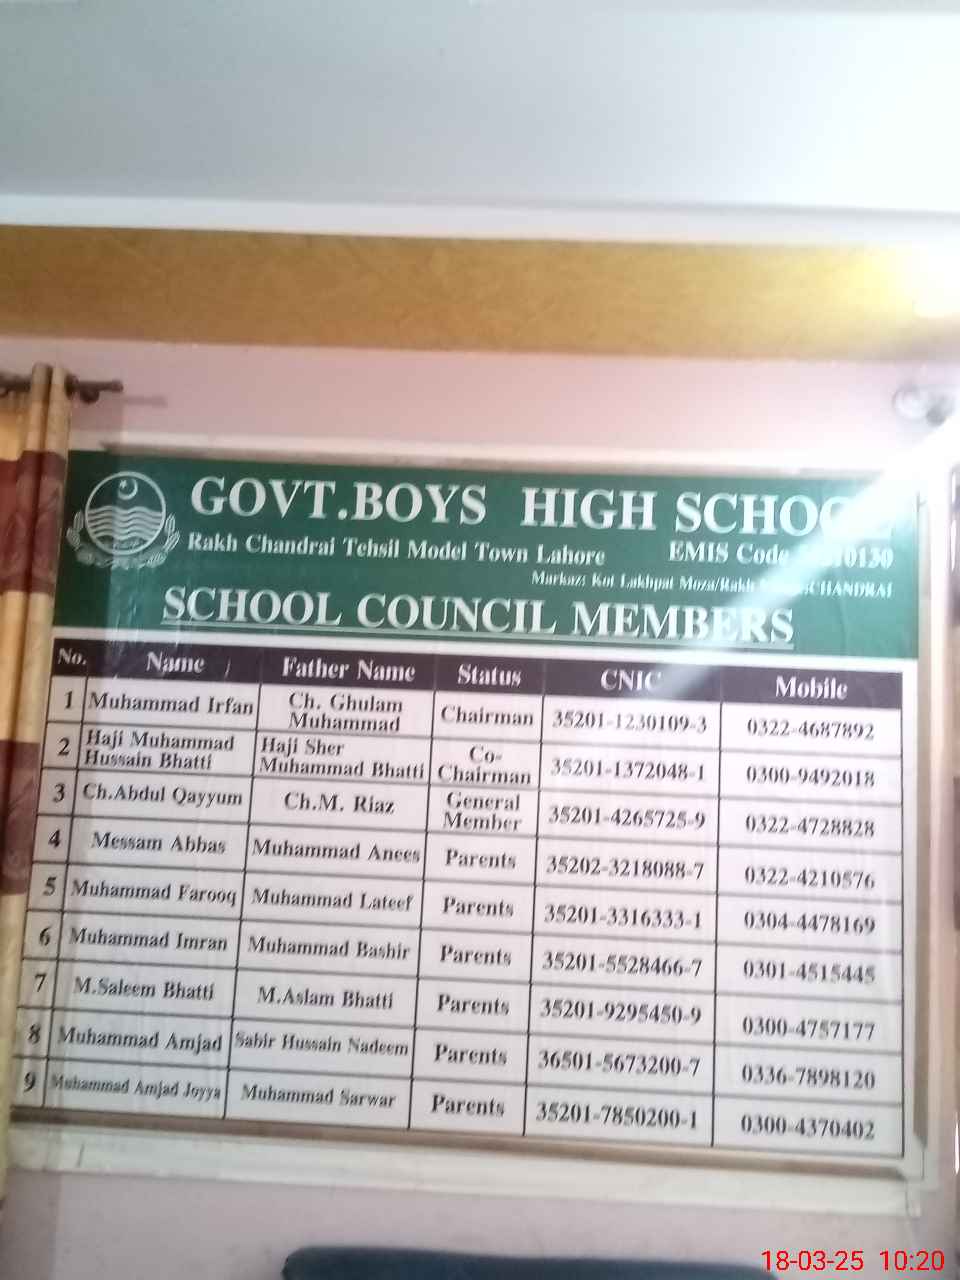 GOVT.BOYS HIGH SCHOOL
Rakh Chandrai Tehsil Model Town Lahore EMIS Code
Markaz: Kot Lakhpat Moza/Rakh CHANDRAI
SCHOOL COUNCIL MEMBERS
No. Name Father Name Status CNIC Mobile
1 Muhammad Irfan Ch. Ghulam Muhammad Chairman 35201-1230109-3 0322-4687892
2 Haji Muhammad Hussain Bhatti Haji Sher Muhammad Bhatti Co-Chairman 35201-1372048-1 0300-9492018
3 Ch.Abdul Qayyum Ch.M. Riaz General Member 35201-4265725-9 0322-4728828
4 Messam Abbas Muhammad Anees Parents 35202-3218088-7 0322-4210576
5 Muhammad Farooq Muhammad Lateef Parents 35201-3316333-1 0304-4478169
6 Muhammad Imran Muhammad Bashir Parents 35201-5528466-7 0301-4515445
7 M.Saleem Bhatti M.Aslam Bhatti Parents 35201-9295450-9 0300-4757177
8 Muhammad Amjad Sabir Hussain Nadeem Parents 36501-5673200-7 0336-7898120
9 Muhammad Amjad Joyya Muhammad Sarwar Parents 35201-7850200-1 0300-4370402
18-03-25 10:20